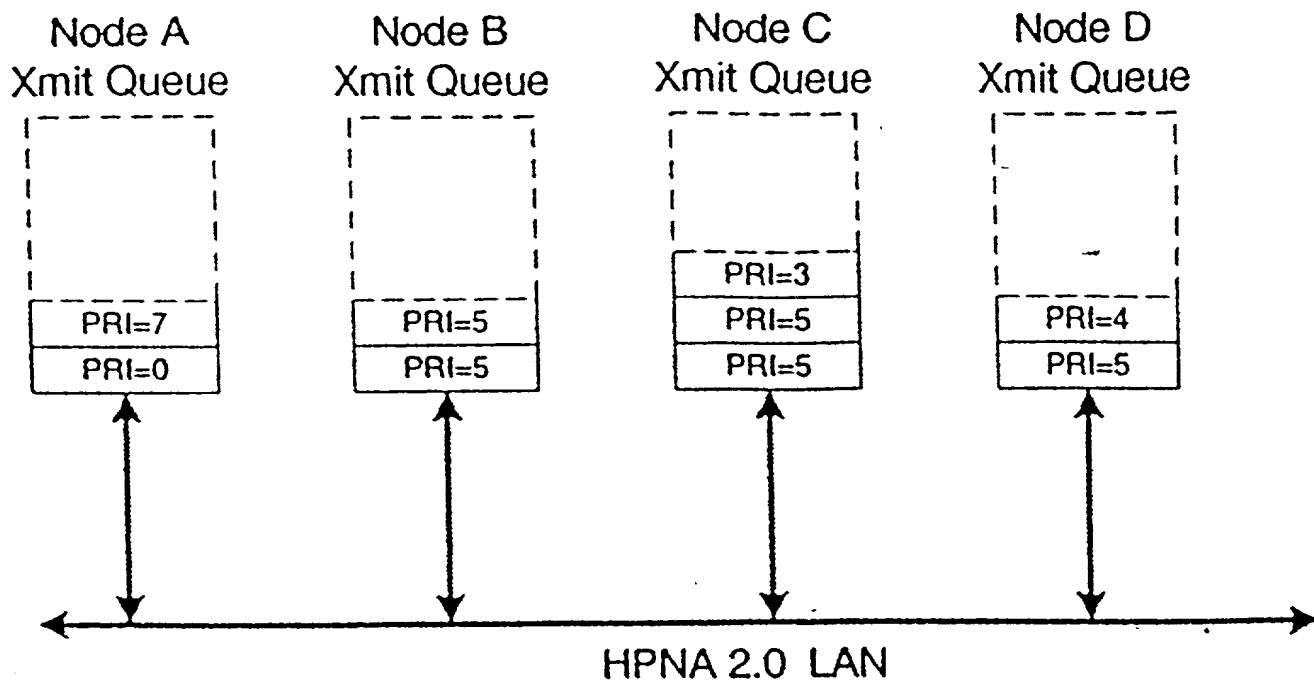 Node A
Xmit Queue
Node B
Xmit Queue
Node C
Xmit Queue
Node D
Xmit Queue
PRI=7
PRI=0
PRI=5
PRI=5
PRI=3
PRI=5
PRI=5
PRI=4
PRI=5
HPNA 2.0 LAN